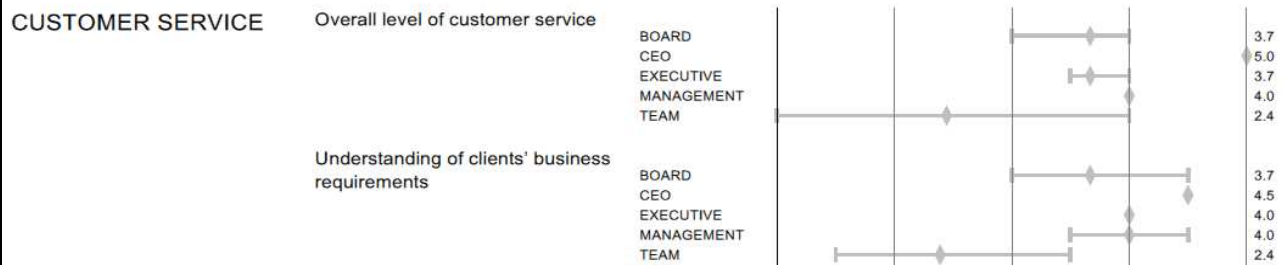 CUSTOMER SERVICE
Overall level of customer service
BOARD 3.7
CEO 5.0
EXECUTIVE 3.7
MANAGEMENT 4.0
TEAM 2.4
Understanding of clients’ business
requirements
BOARD 3.7
CEO 4.5
EXECUTIVE 4.0
MANAGEMENT 4.0
TEAM 2.4